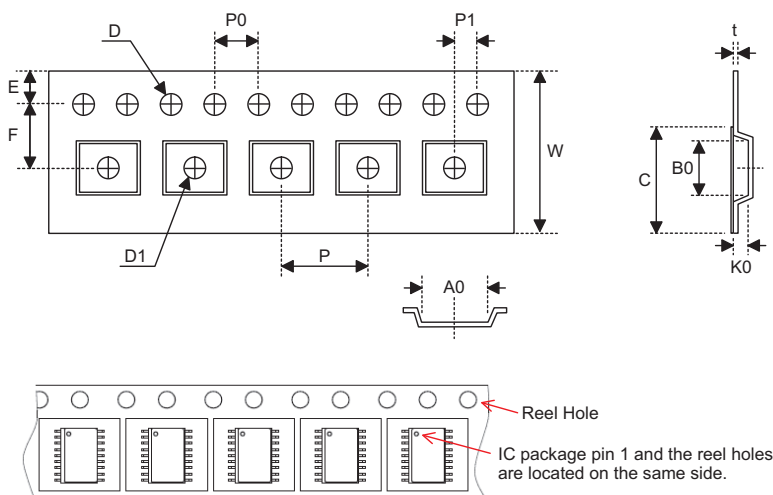 D
P0
P1
t
E
F
W
C
B0
D1
P
A0
K0
Reel Hole
IC package pin 1 and the reel holes
are located on the same side.